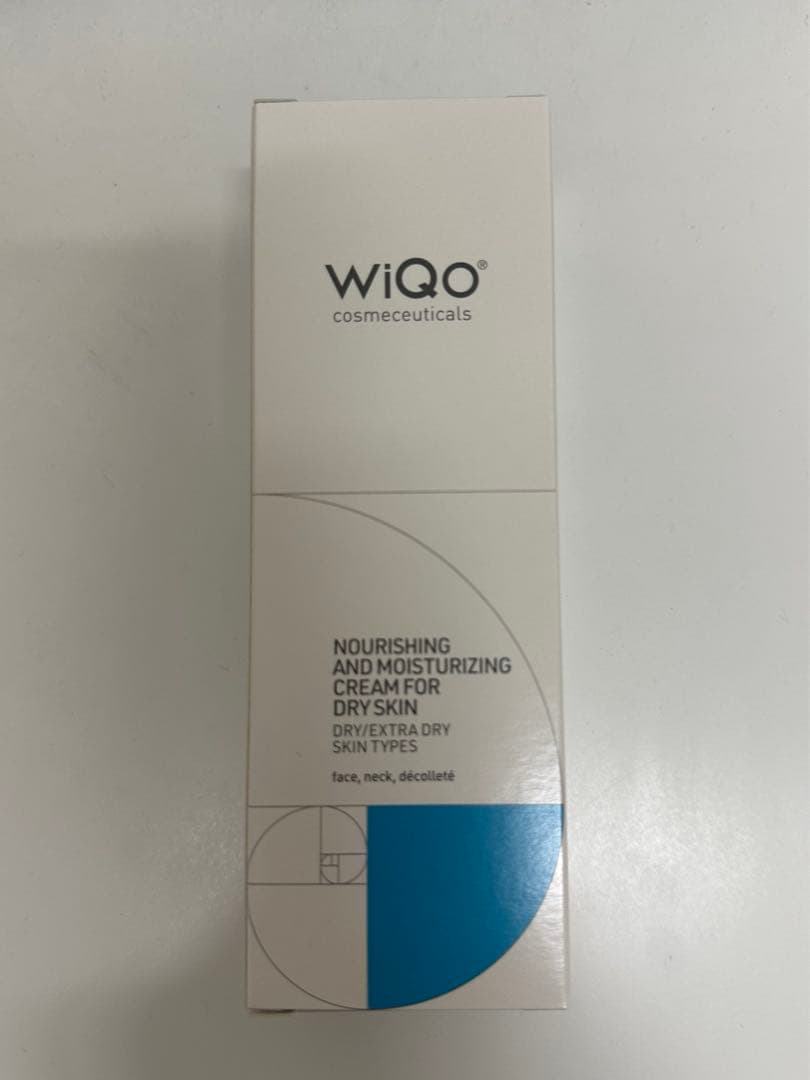 WiQo®
cosmeceuticals
NOURISHING
AND MOISTURIZING
CREAM FOR
DRY SKIN
DRY/EXTRA DRY
SKIN TYPES
face, neck, décolleté